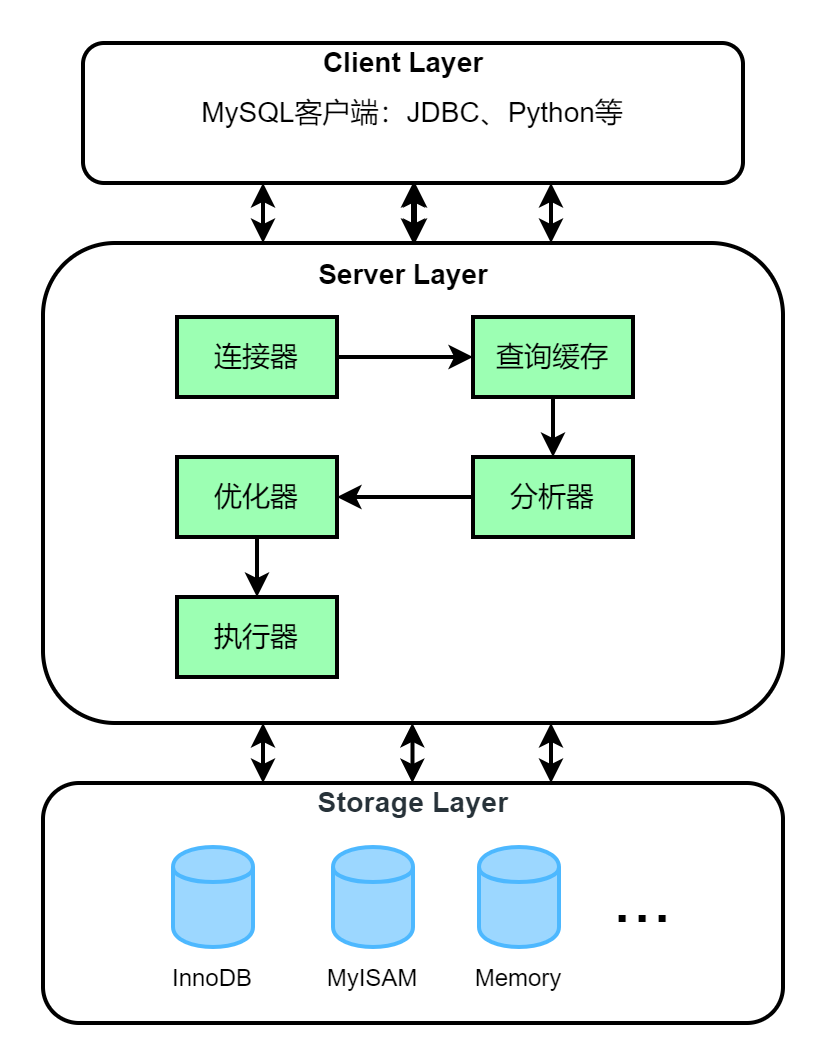 Client Layer
MySQL客户端：JDBC、Python等
Server Layer
连接器
查询缓存
优化器
分析器
执行器
Storage Layer
...
InnoDB
MyISAM
Memory